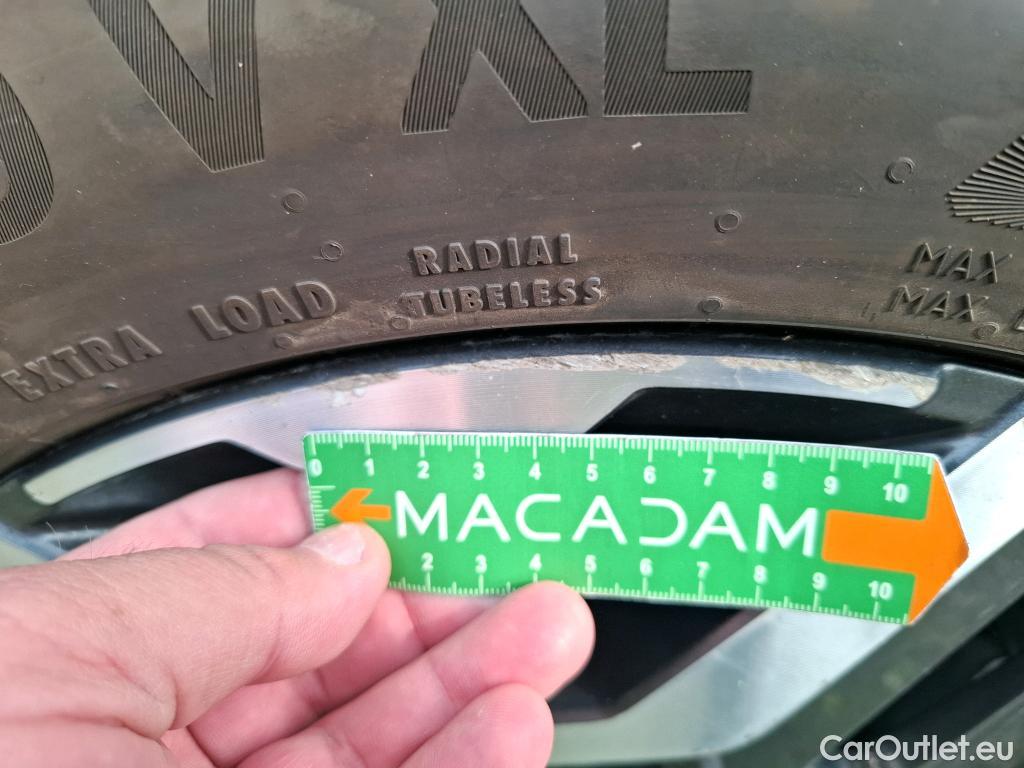 V XL
RADIAL
TUBELESS
EXTRA LOAD
MAX
MAX
0 1 2 3 4 5 6 7 8 9 10
MACADAM
2 3 4 5 6 7 8 9 10
CarOutlet.eu